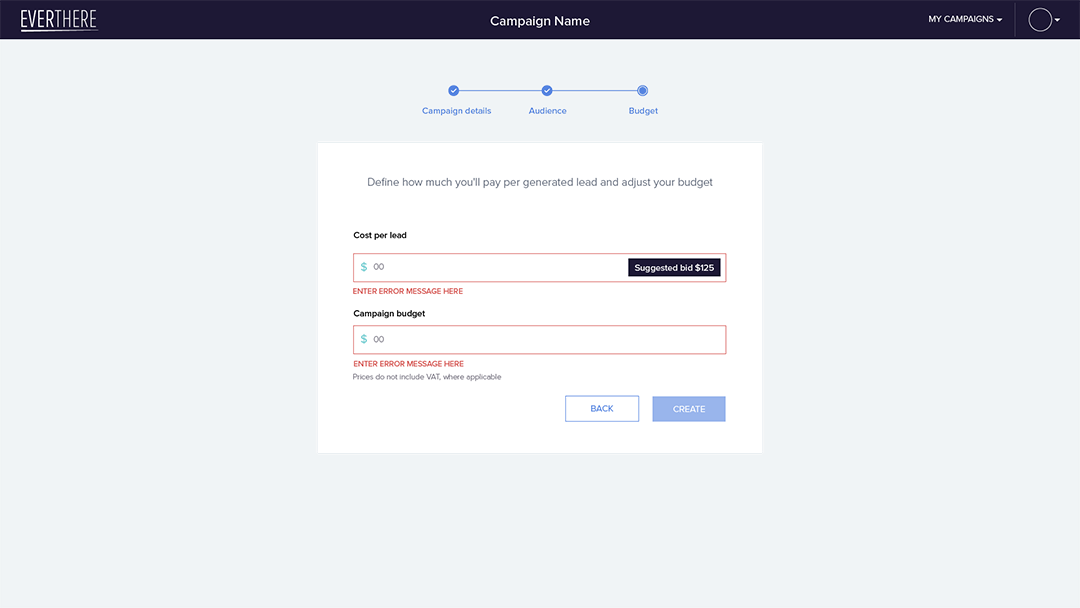 EVERTHERE
Campaign Name
MY CAMPAIGNS
Campaign details
Audience
Budget
Define how much you'll pay per generated lead and adjust your budget
Cost per lead
$ 00
Suggested bid $125
ENTER ERROR MESSAGE HERE
Campaign budget
$ 00
ENTER ERROR MESSAGE HERE
Prices do not include VAT, where applicable
BACK
CREATE